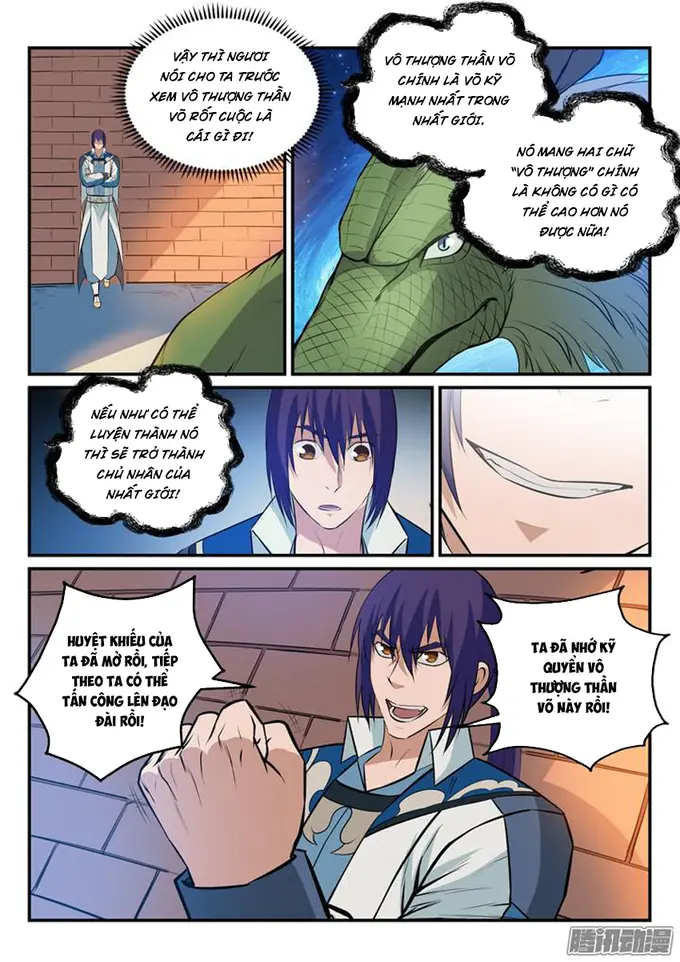 VẬY THÌ NGƯƠI
NÓI CHO TA TRƯỚC
XEM VÔ THƯỢNG THẦN
VÕ RỐT CUỘC LÀ
CÁI GÌ ĐI!
VÔ THƯỢNG THẦN VÕ
CHÍNH LÀ VÕ KỸ
MẠNH NHẤT TRONG
NHẤT GIỚI.
NÓ MANG HAI CHỮ
"VÔ THƯỢNG" CHÍNH
LÀ KHÔNG CÓ GÌ CÓ
THỂ CAO HƠN NÓ
ĐƯỢC NỮA!
NẾU NHƯ CÓ THỂ
LUYỆN THÀNH NÓ
THÌ SẼ TRỞ THÀNH
CHỦ NHÂN CỦA
NHẤT GIỚI!
HUYỆT KHIẾU CỦA
TA ĐÃ MỞ RỒI, TIẾP
THEO TA CÓ THỂ
TẤN CÔNG LÊN ĐẠO
ĐÀI RỒI!
TA ĐÃ NHỚ KỸ
QUYỂN VÔ
THƯỢNG THẦN
VÕ NÀY RỒI!
腾讯动漫